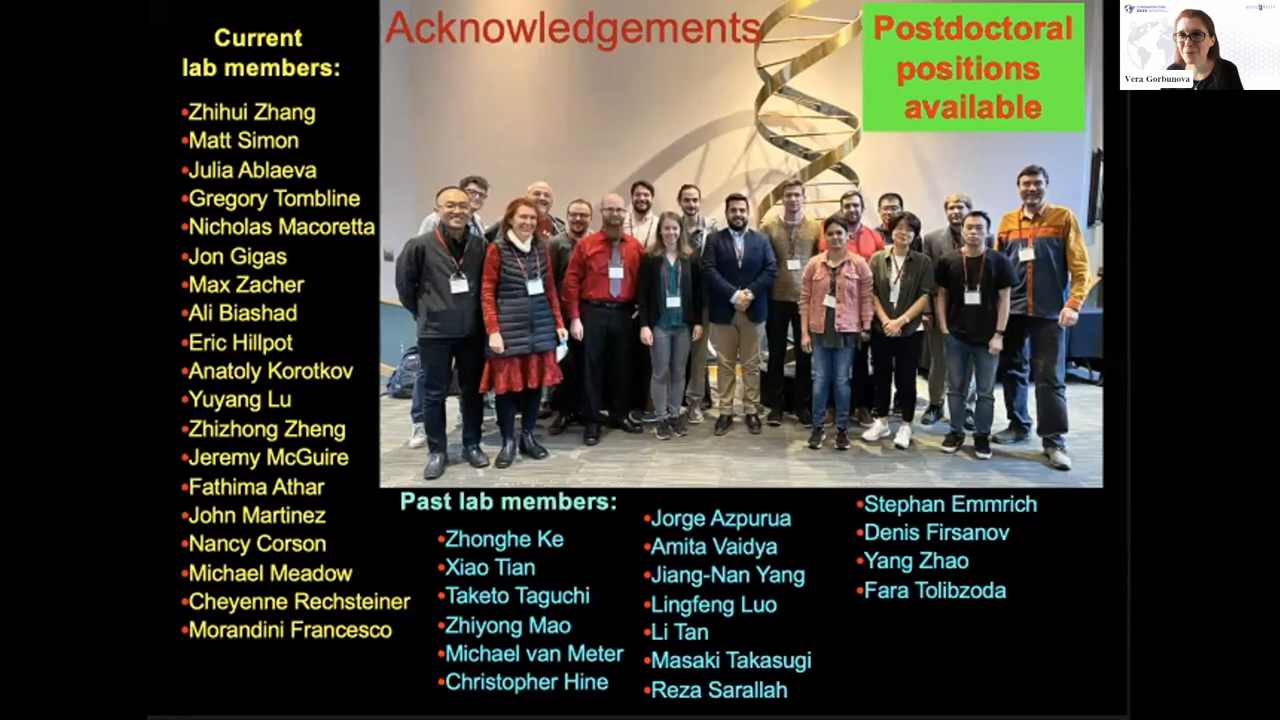 Acknowledgements
Postdoctoral
positions
available
Current
lab members:
•Zhihui Zhang
•Matt Simon
•Julia Ablaeva
•Gregory Tombline
•Nicholas Macoretta
•Jon Gigas
•Max Zacher
•Ali Biashad
•Eric Hillpot
•Anatoly Korotkov
•Yuyang Lu
•Zhizhong Zheng
•Jeremy McGuire
•Fathima Athar
•John Martinez
•Nancy Corson
•Michael Meadow
•Cheyenne Rechsteiner
•Morandini Francesco
Past lab members:
•Zhonghe Ke
•Xiao Tian
•Taketo Taguchi
•Zhiyong Mao
•Michael van Meter
•Christopher Hine
•Jorge Azpurua
•Amita Vaidya
•Jiang-Nan Yang
•Lingfeng Luo
•Li Tan
•Masaki Takasugi
•Reza Sarallah
•Stephan Emmrich
•Denis Firsanov
•Yang Zhao
•Fara Tolibzoda
Vera Gorbunova